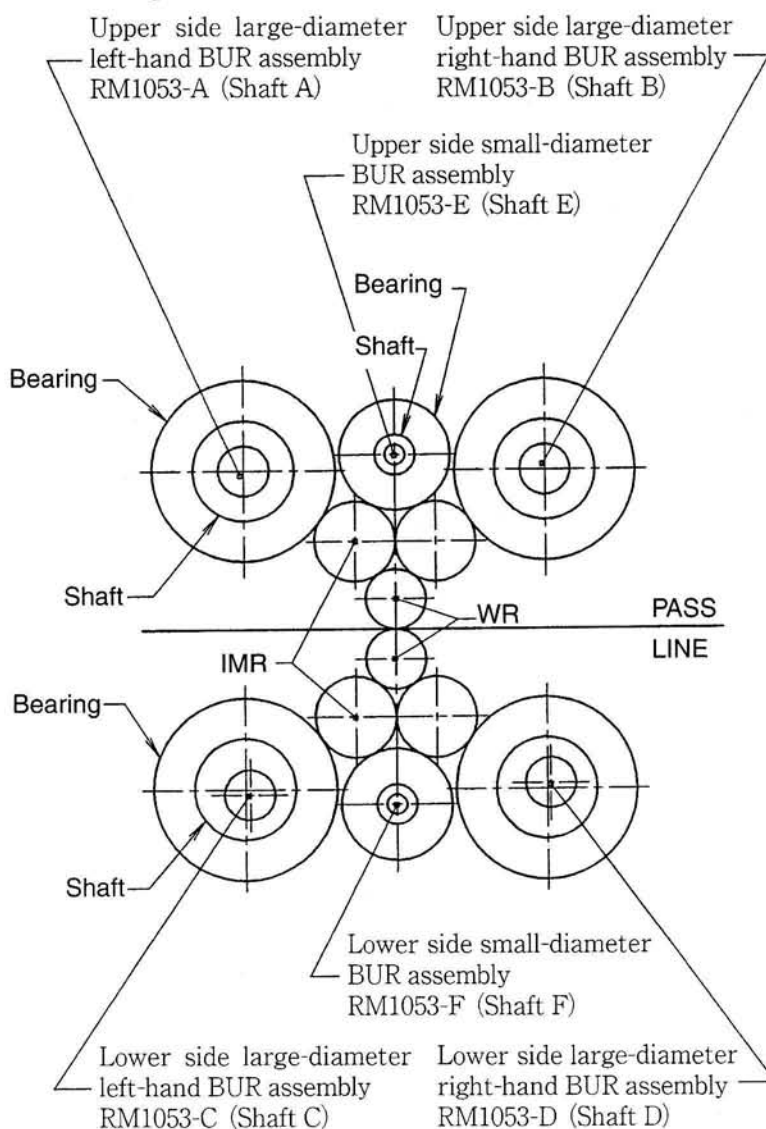 Upper side large-diameter
left-hand BUR assembly
RM1053-A (Shaft A)
Upper side large-diameter
right-hand BUR assembly
RM1053-B (Shaft B)
Upper side small-diameter
BUR assembly
RM1053-E (Shaft E)
Bearing
Shaft
Bearing
Shaft
WR
PASS
LINE
IMR
Bearing
Shaft
Lower side small-diameter
BUR assembly
RM1053-F (Shaft F)
Lower side large-diameter
left-hand BUR assembly
RM1053-C (Shaft C)
Lower side large-diameter
right-hand BUR assembly
RM1053-D (Shaft D)